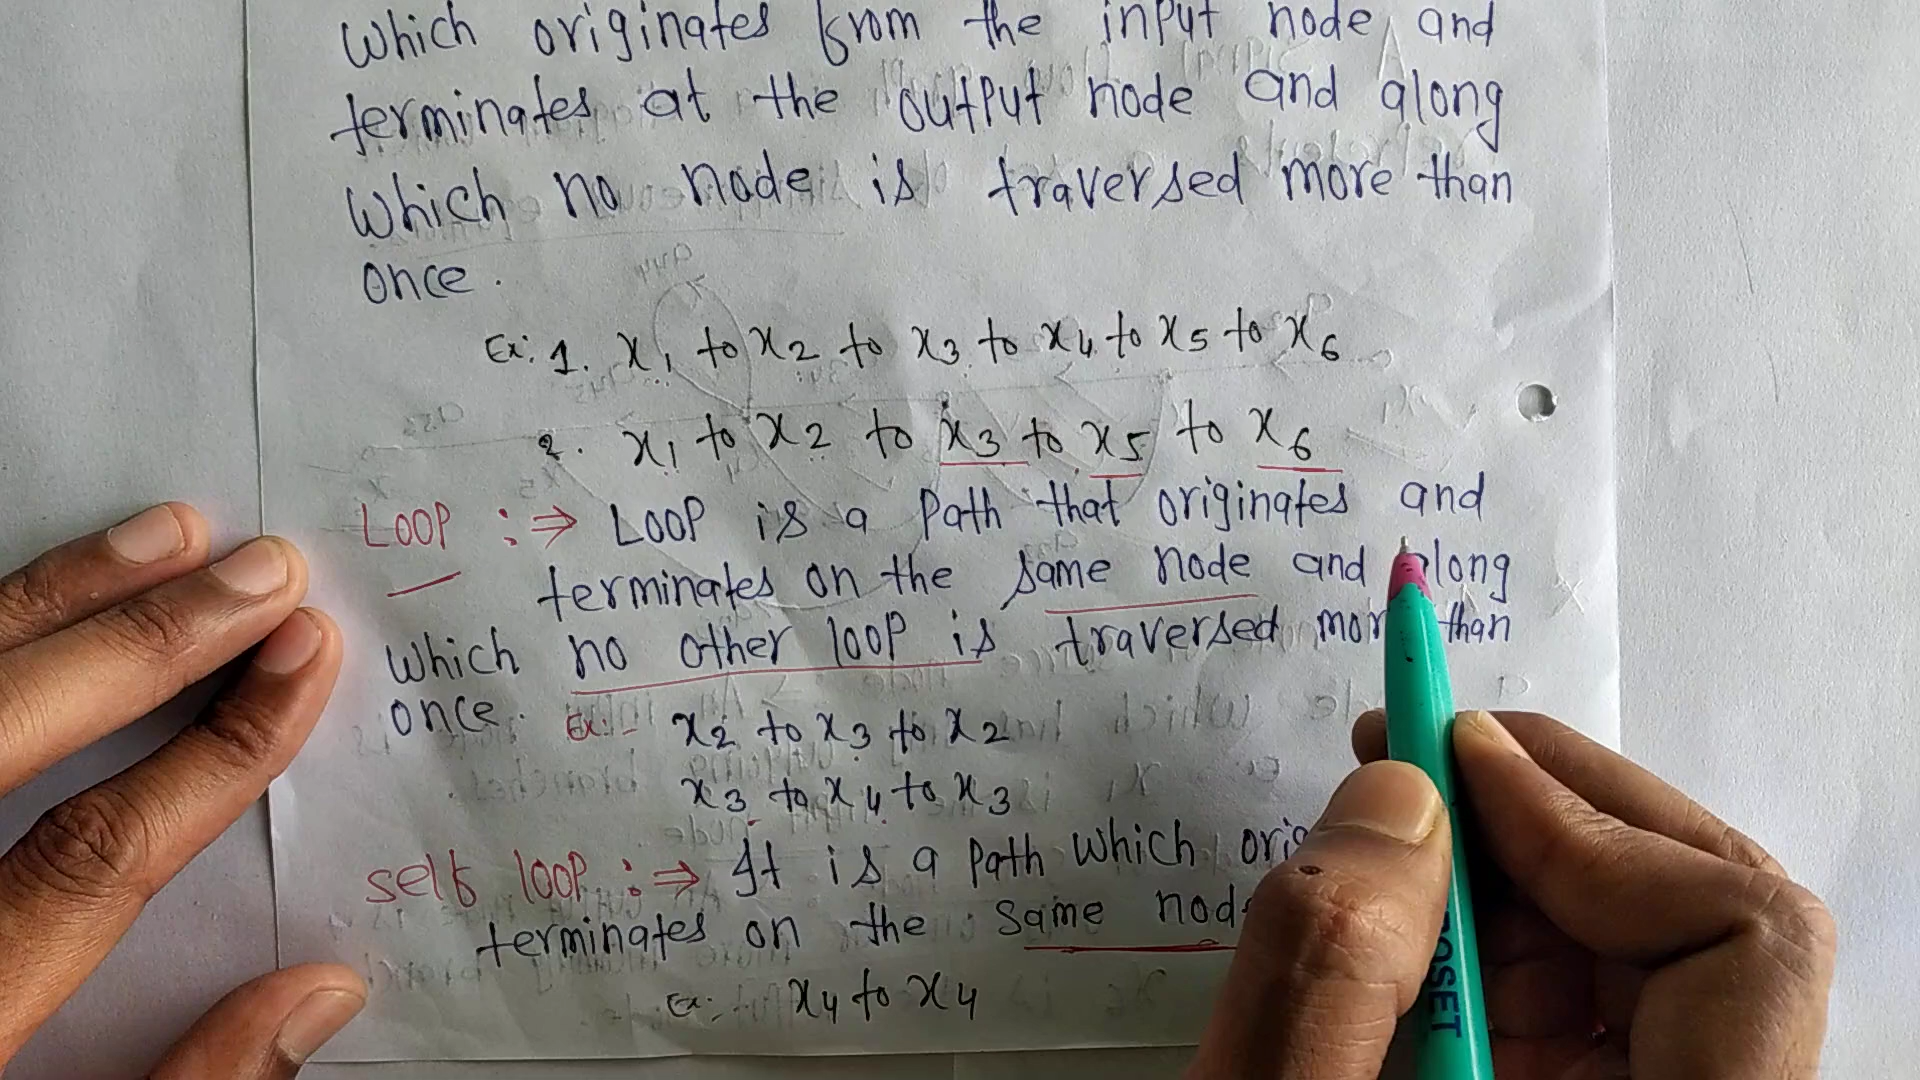 Which originates from the input node and
terminates at the output node and along
Which no node is traversed more than
once.
Ex: 1. x1 to x2 to x3 to x4 to x5 to x6
2. x1 to x2 to x3 to x5 to x6
LOOP :⇒ LOOP is a Path that originates and
terminates on the same node and along
Which no other loop is traversed more than
once. Ex:- x2 to x3 to x2
x3 to x4 to x3
self loop :⇒ It is a Path which
terminates on the same
Ex:- x4 to x4